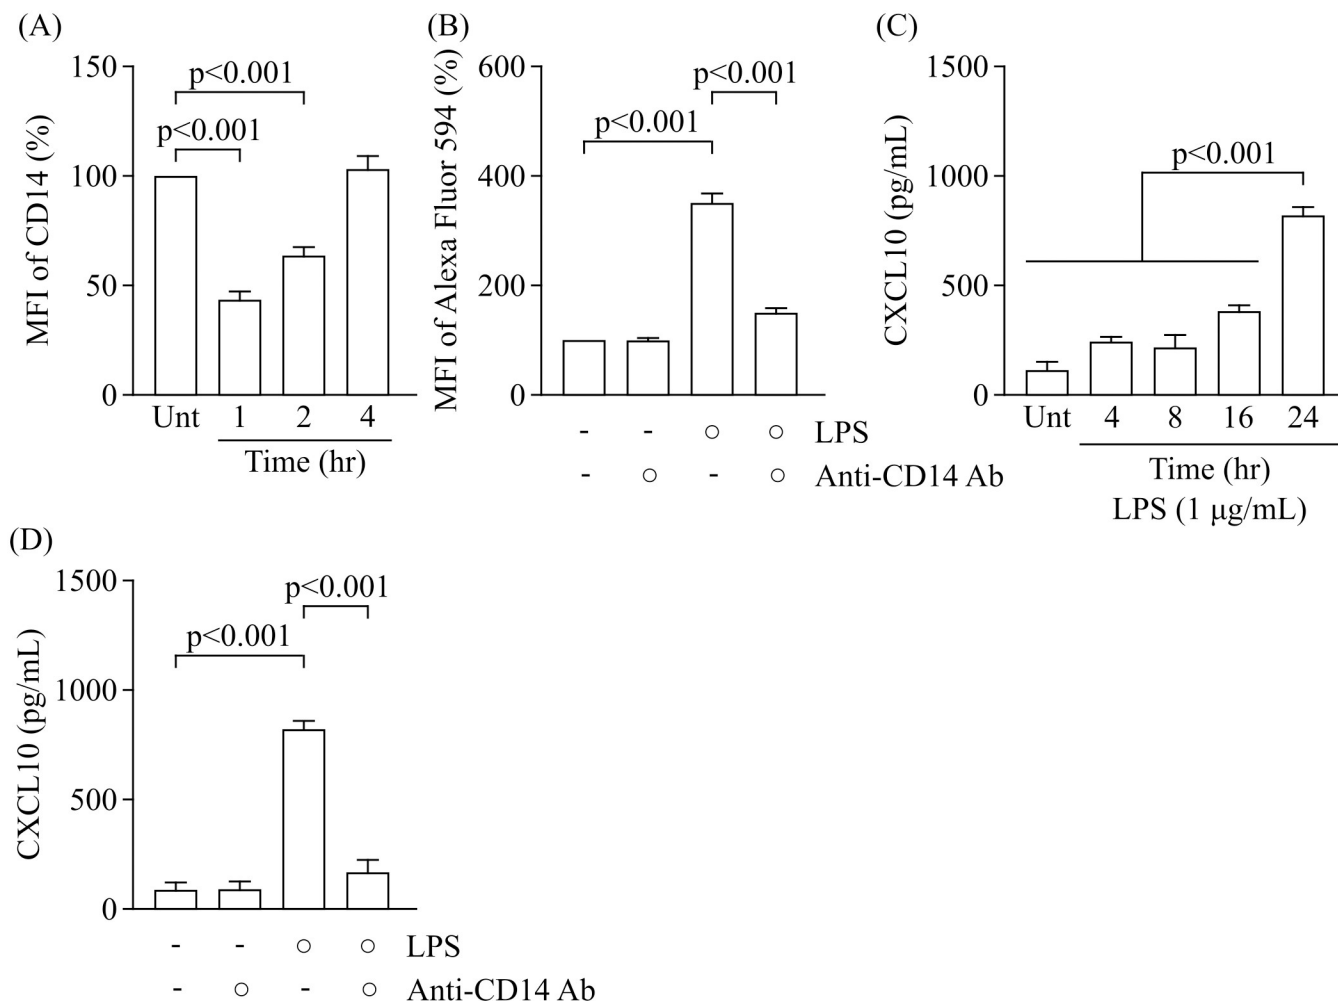 (A)
MFI of CD14 (%)
150
100
50
0
p<0.001
p<0.001
Unt 1 2 4
Time (hr)
(B)
MFI of Alexa Fluor 594 (%)
600
400
200
0
p<0.001
p<0.001
- - ○ ○ LPS
- ○ - ○ Anti-CD14 Ab
(C)
CXCL10 (pg/mL)
1500
1000
500
0
p<0.001
Unt 4 8 16 24
Time (hr)
LPS (1 μg/mL)
(D)
CXCL10 (pg/mL)
1500
1000
500
0
p<0.001
p<0.001
- - ○ ○ LPS
- ○ - ○ Anti-CD14 Ab